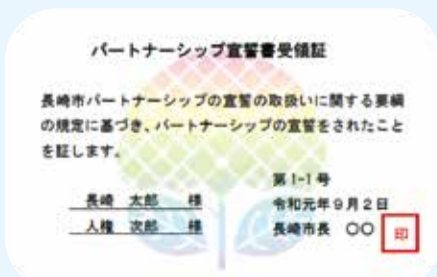 パートナーシップ宣誓書受領証
長崎市パートナーシップの宣誓の取扱いに関する要綱
の規定に基づき、パートナーシップの宣誓をされたこと
を証します。
第1-1号
長崎 太郎 様 令和元年9月2日
人権 次郎 様 長崎市長 〇〇 印